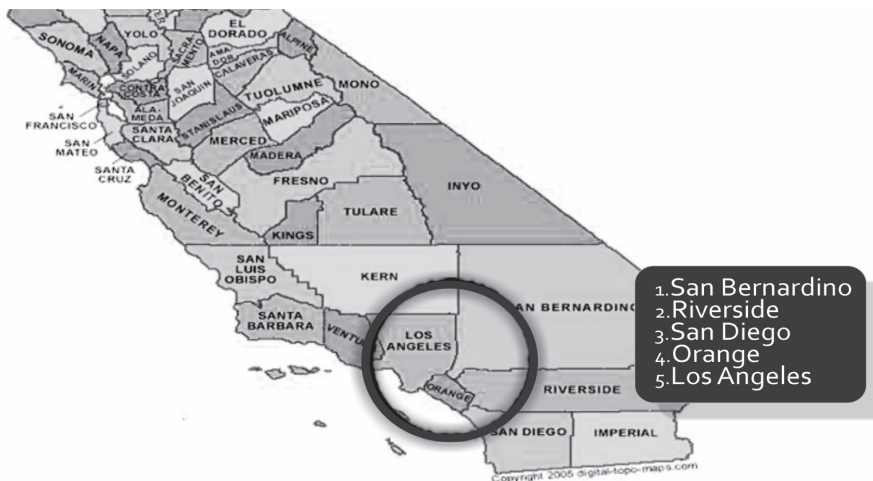 YOLO
EL
DORADO
SONOMA
NAPA
SACRA-
MENTO
AMA
DOR
ALPINE
SOLANO
CALAVERAS
MARIN
CONTRA
COSTA
SAN
JOAQUIN
TUOLUMNE
MONO
SAN
FRANCISCO
ALA-
MEDA
STANISLAUS
MARIPOSA
SAN
MATEO
SANTA
CLARA
MERCED
MADERA
SANTA
CRUZ
SAN
BENITO
FRESNO
INYO
MONTEREY
KINGS
TULARE
SAN
LUIS
OBISPO
KERN
SANTA
BARBARA
VENTU
LOS
ANGELES
AN BERNARDINO
ORANGE
RIVERSIDE
SAN DIEGO
IMPERIAL
1.San Bernardino
2.Riverside
3.San Diego
4.Orange
5.Los Angeles
Copyright 2005 digital-topo-maps.com